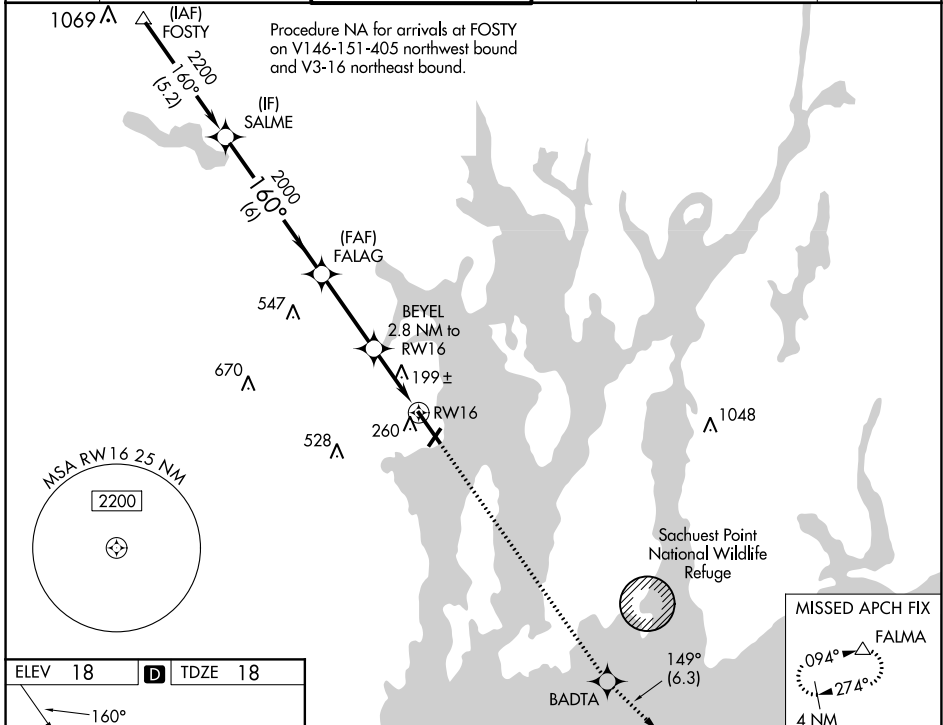 1069
(IAF)
FOSTY
Procedure NA for arrivals at FOSTY
on V146-151-405 northwest bound
and V3-16 northeast bound.
2200
160°
(5.2)
(IF)
SALME
2000
160°
(6)
(FAF)
FALAG
547
BEYEL
2.8 NM to
RW16
670
199±
RW16
260
528
1048
MSA RW16 25 NM
2200
Sachuest Point
National Wildlife
Refuge
MISSED APCH FIX
FALMA
094°
274°
4 NM
149°
(6.3)
BADTA
ELEV 18 D TDZE 18
160°